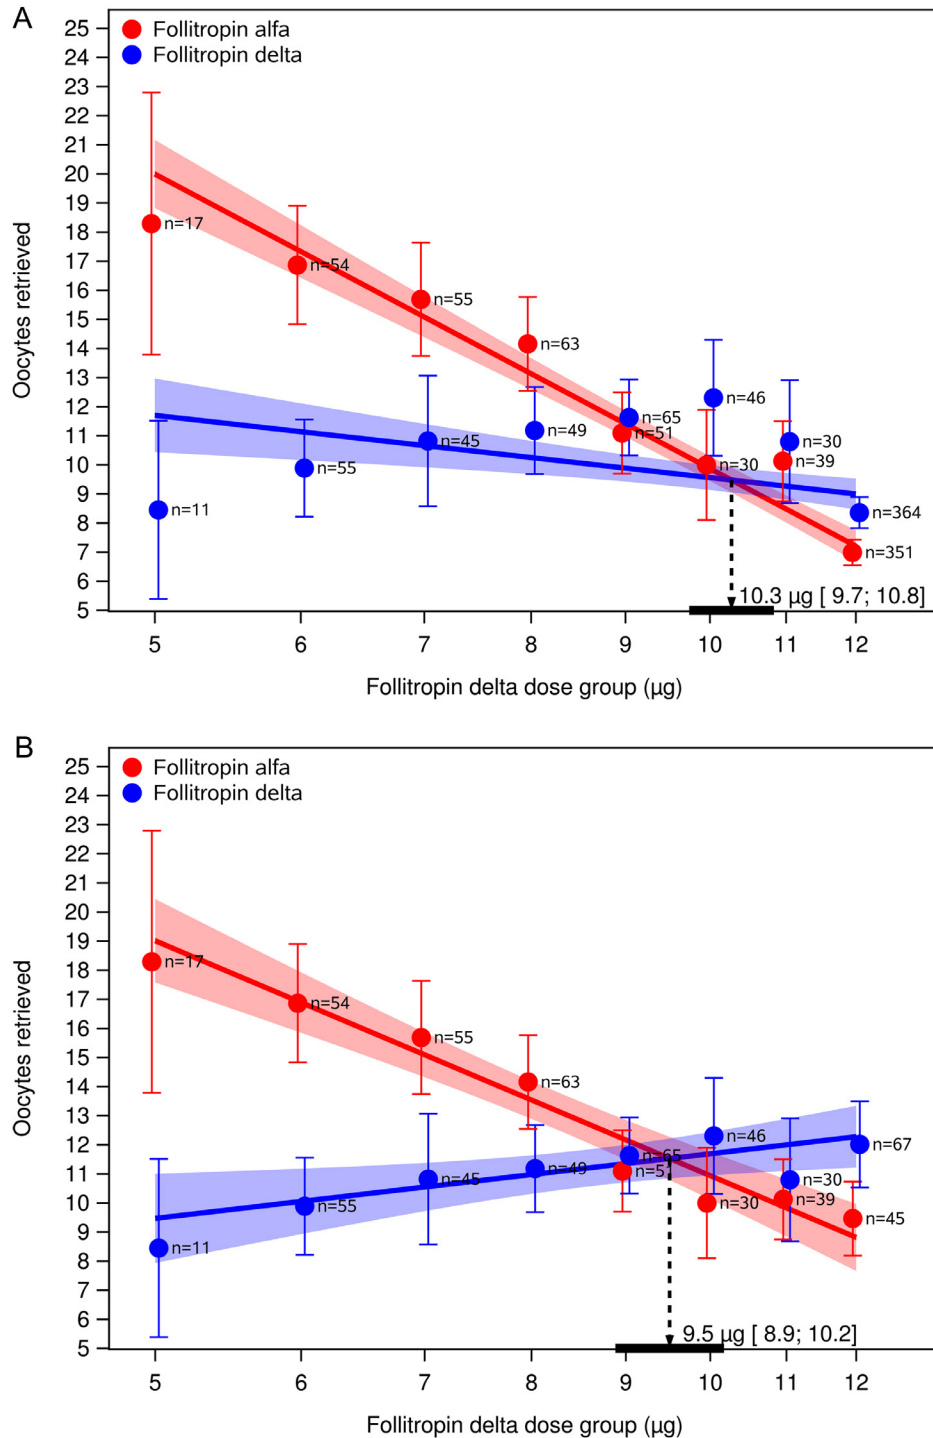 A
Follitropin alfa
Follitropin delta
25
24
23
22
21
20
19
18
17
16
15
14
13
12
11
10
9
8
7
6
5
Oocytes retrieved
n=17
n=54
n=55
n=63
n=51
n=30
n=39
n=351
n=11
n=55
n=45
n=49
n=65
n=46
n=30
n=364
10.3 µg [ 9.7; 10.8]
5 6 7 8 9 10 11 12
Follitropin delta dose group (µg)
B
Follitropin alfa
Follitropin delta
25
24
23
22
21
20
19
18
17
16
15
14
13
12
11
10
9
8
7
6
5
Oocytes retrieved
n=17
n=54
n=55
n=63
n=5
n=30
n=39
n=45
n=11
n=55
n=45
n=49
n=65
n=46
n=30
n=67
9.5 µg [ 8.9; 10.2]
5 6 7 8 9 10 11 12
Follitropin delta dose group (µg)